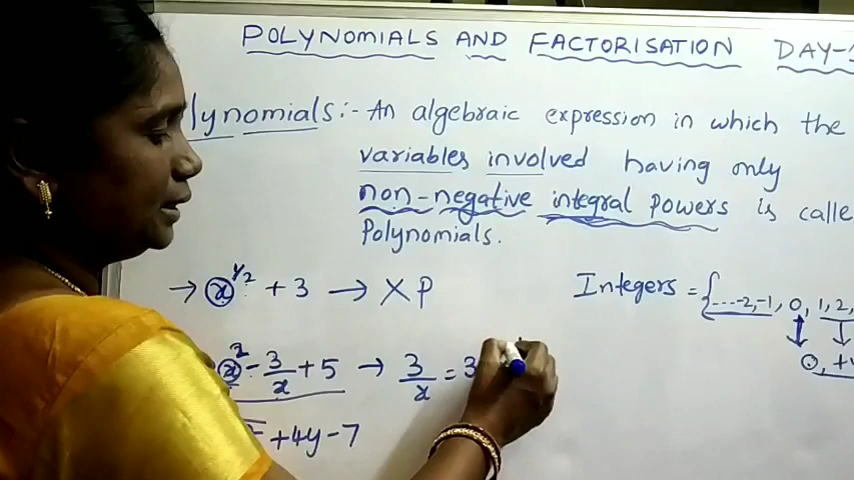 POLYNOMIALS AND FACTORISATION DAY-
lynomials:- An algebraic expression in which the
variables involved having only
non-negative integral powers is calle
Polynomials.
→ x^1/2 + 3 → X P
Integers = {....-2,-1, 0, 1, 2,
0, +
x^2 - 3/x + 5 → 3/x = 3
+ 4y - 7